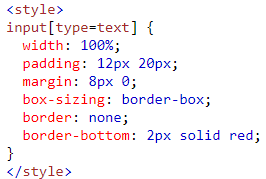 <style>
input[type=text] {
  width: 100%;
  padding: 12px 20px;
  margin: 8px 0;
  box-sizing: border-box;
  border: none;
  border-bottom: 2px solid red;
}
</style>